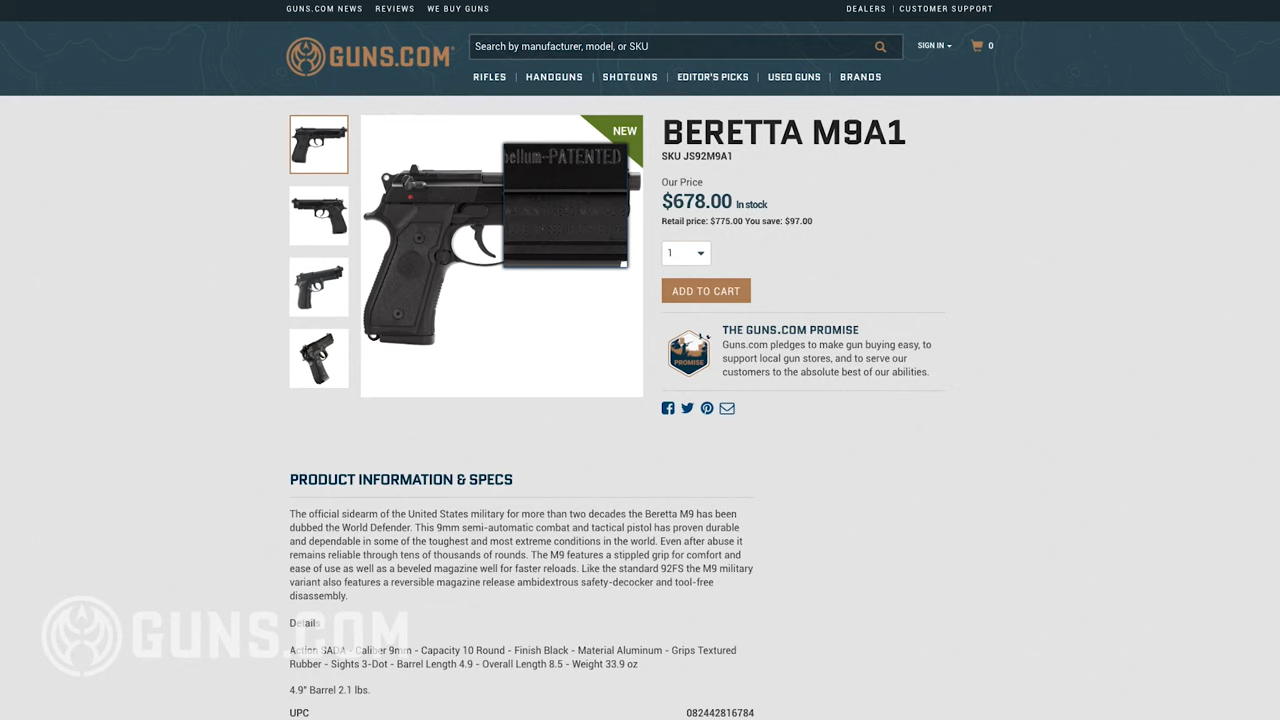 GUNS.COM NEWS REVIEWS WE BUY GUNS DEALERS CUSTOMER SUPPORT
GUNS.COM Search by manufacturer, model, or SKU SIGN IN 0
RIFLES HANDGUNS SHOTGUNS EDITOR'S PICKS USED GUNS BRANDS
NEW
bellum-PATENTED
BERETTA M9A1
SKU JS92M9A1
Our Price
$678.00 In stock
Retail price: $775.00 You save: $97.00
1
ADD TO CART
PROMISE
THE GUNS.COM PROMISE
Guns.com pledges to make gun buying easy, to
support local gun stores, and to serve our
customers to the absolute best of our abilities.
PRODUCT INFORMATION & SPECS
The official sidearm of the United States military for more than two decades the Beretta M9 has been
dubbed the World Defender. This 9mm semi-automatic combat and tactical pistol has proven durable
and dependable in some of the toughest and most extreme conditions in the world. Even after abuse it
remains reliable through tens of thousands of rounds. The M9 features a stippled grip for comfort and
ease of use as well as a beveled magazine well for faster reloads. Like the standard 92FS the M9 military
variant also features a reversible magazine release ambidextrous safety-decocker and tool-free
disassembly.
Details
GUNS.COM
Action SADA - Caliber 9mm - Capacity 10 Round - Finish Black - Material Aluminum - Grips Textured
Rubber - Sights 3-Dot - Barrel Length 4.9 - Overall Length 8.5 - Weight 33.9 oz
4.9" Barrel 2.1 lbs.
UPC 082442816784